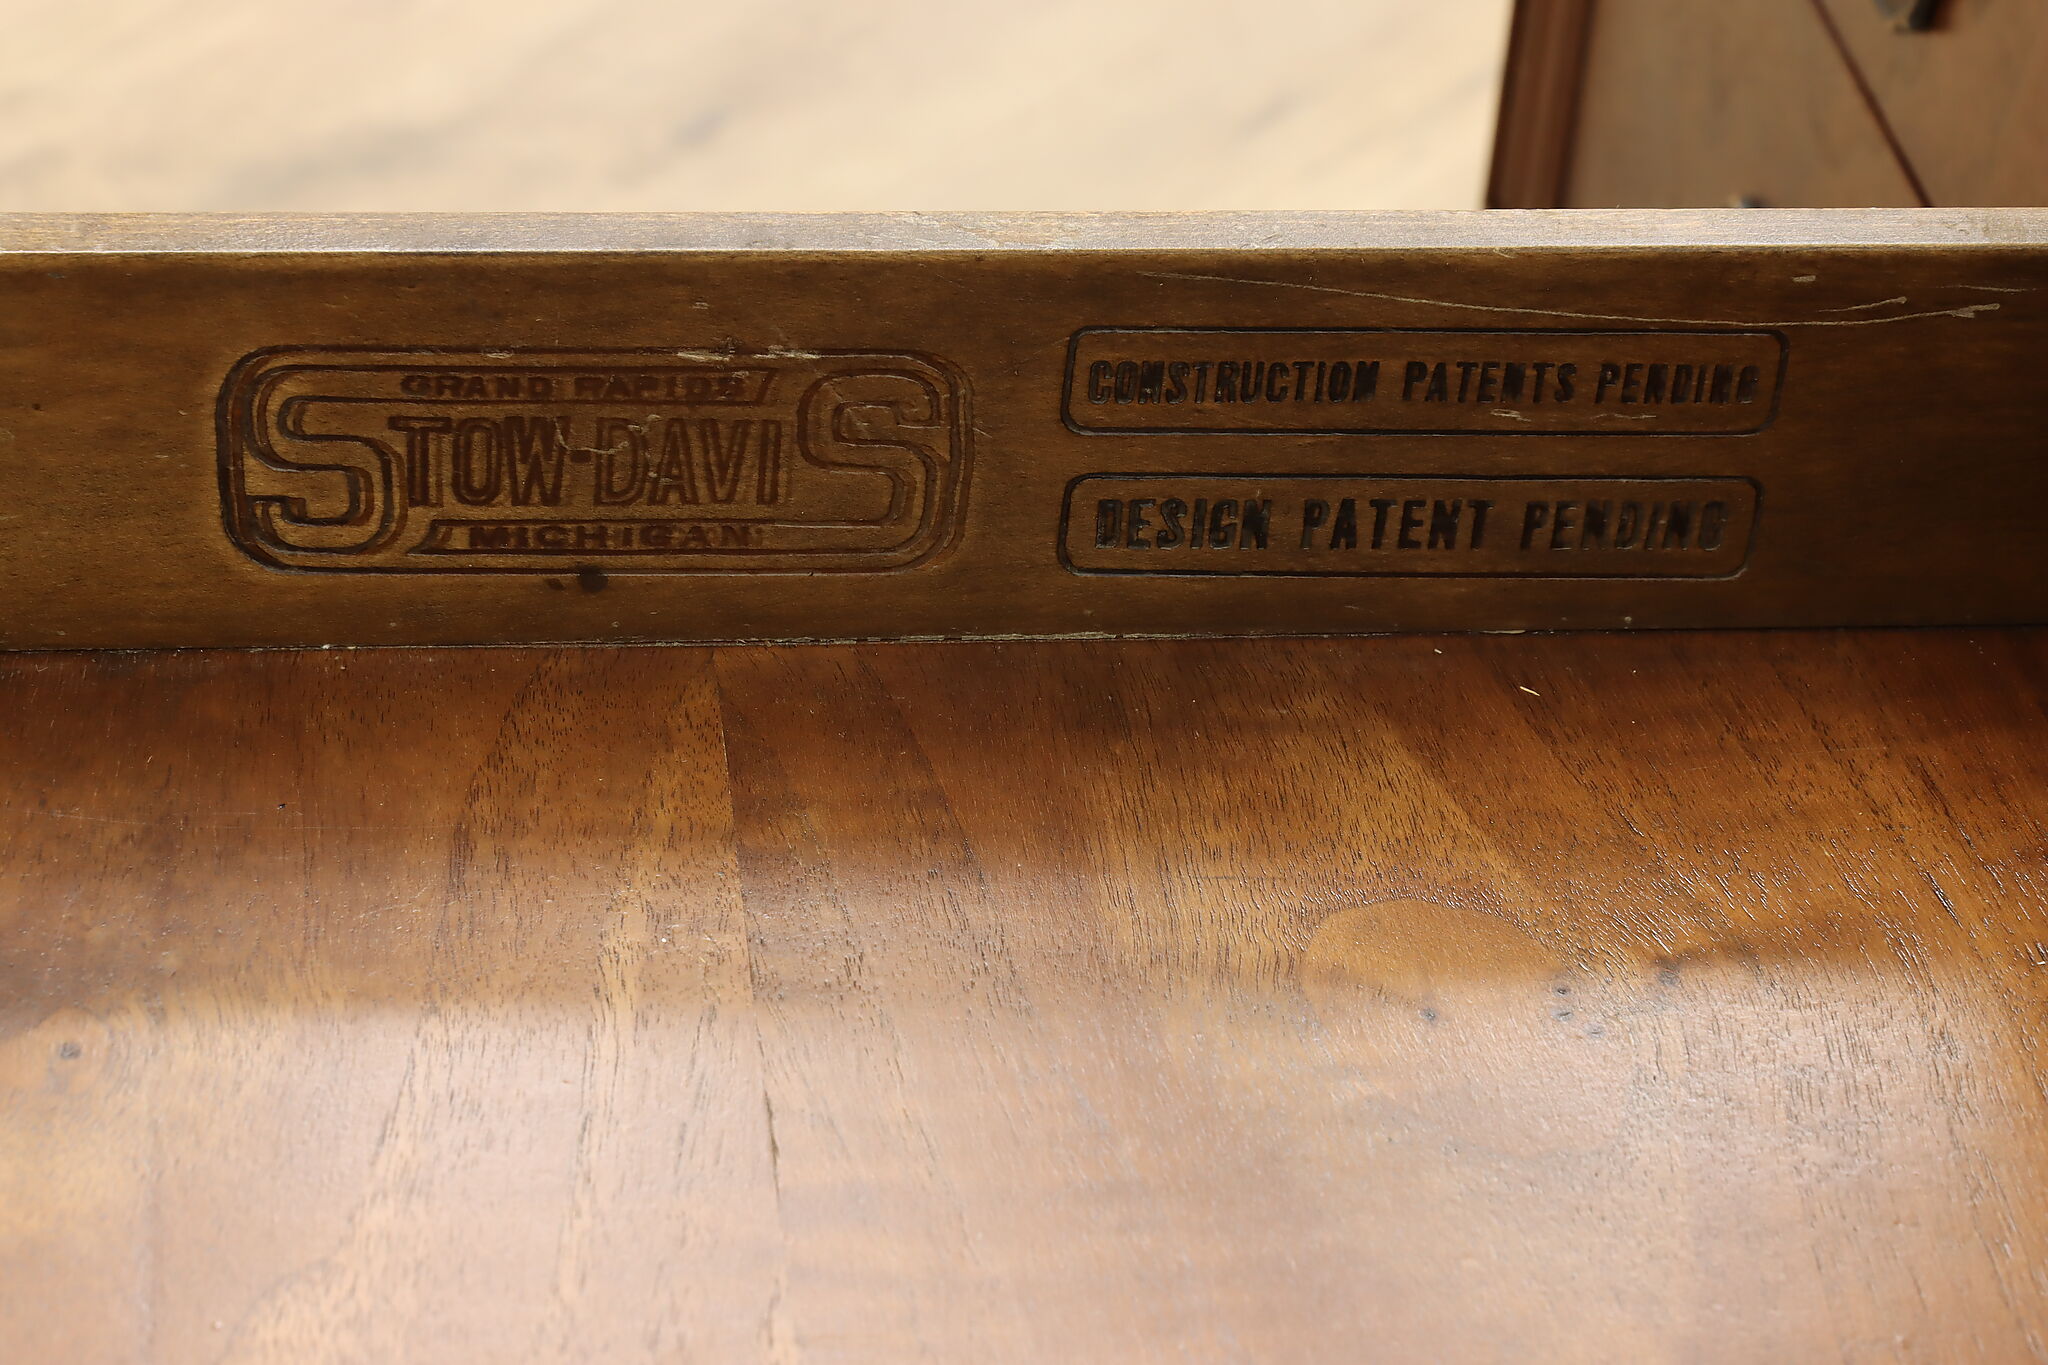 GRAND RAPIDS
STOW-DAVIS
MICHIGAN
CONSTRUCTION PATENTS PENDING
DESIGN PATENT PENDING